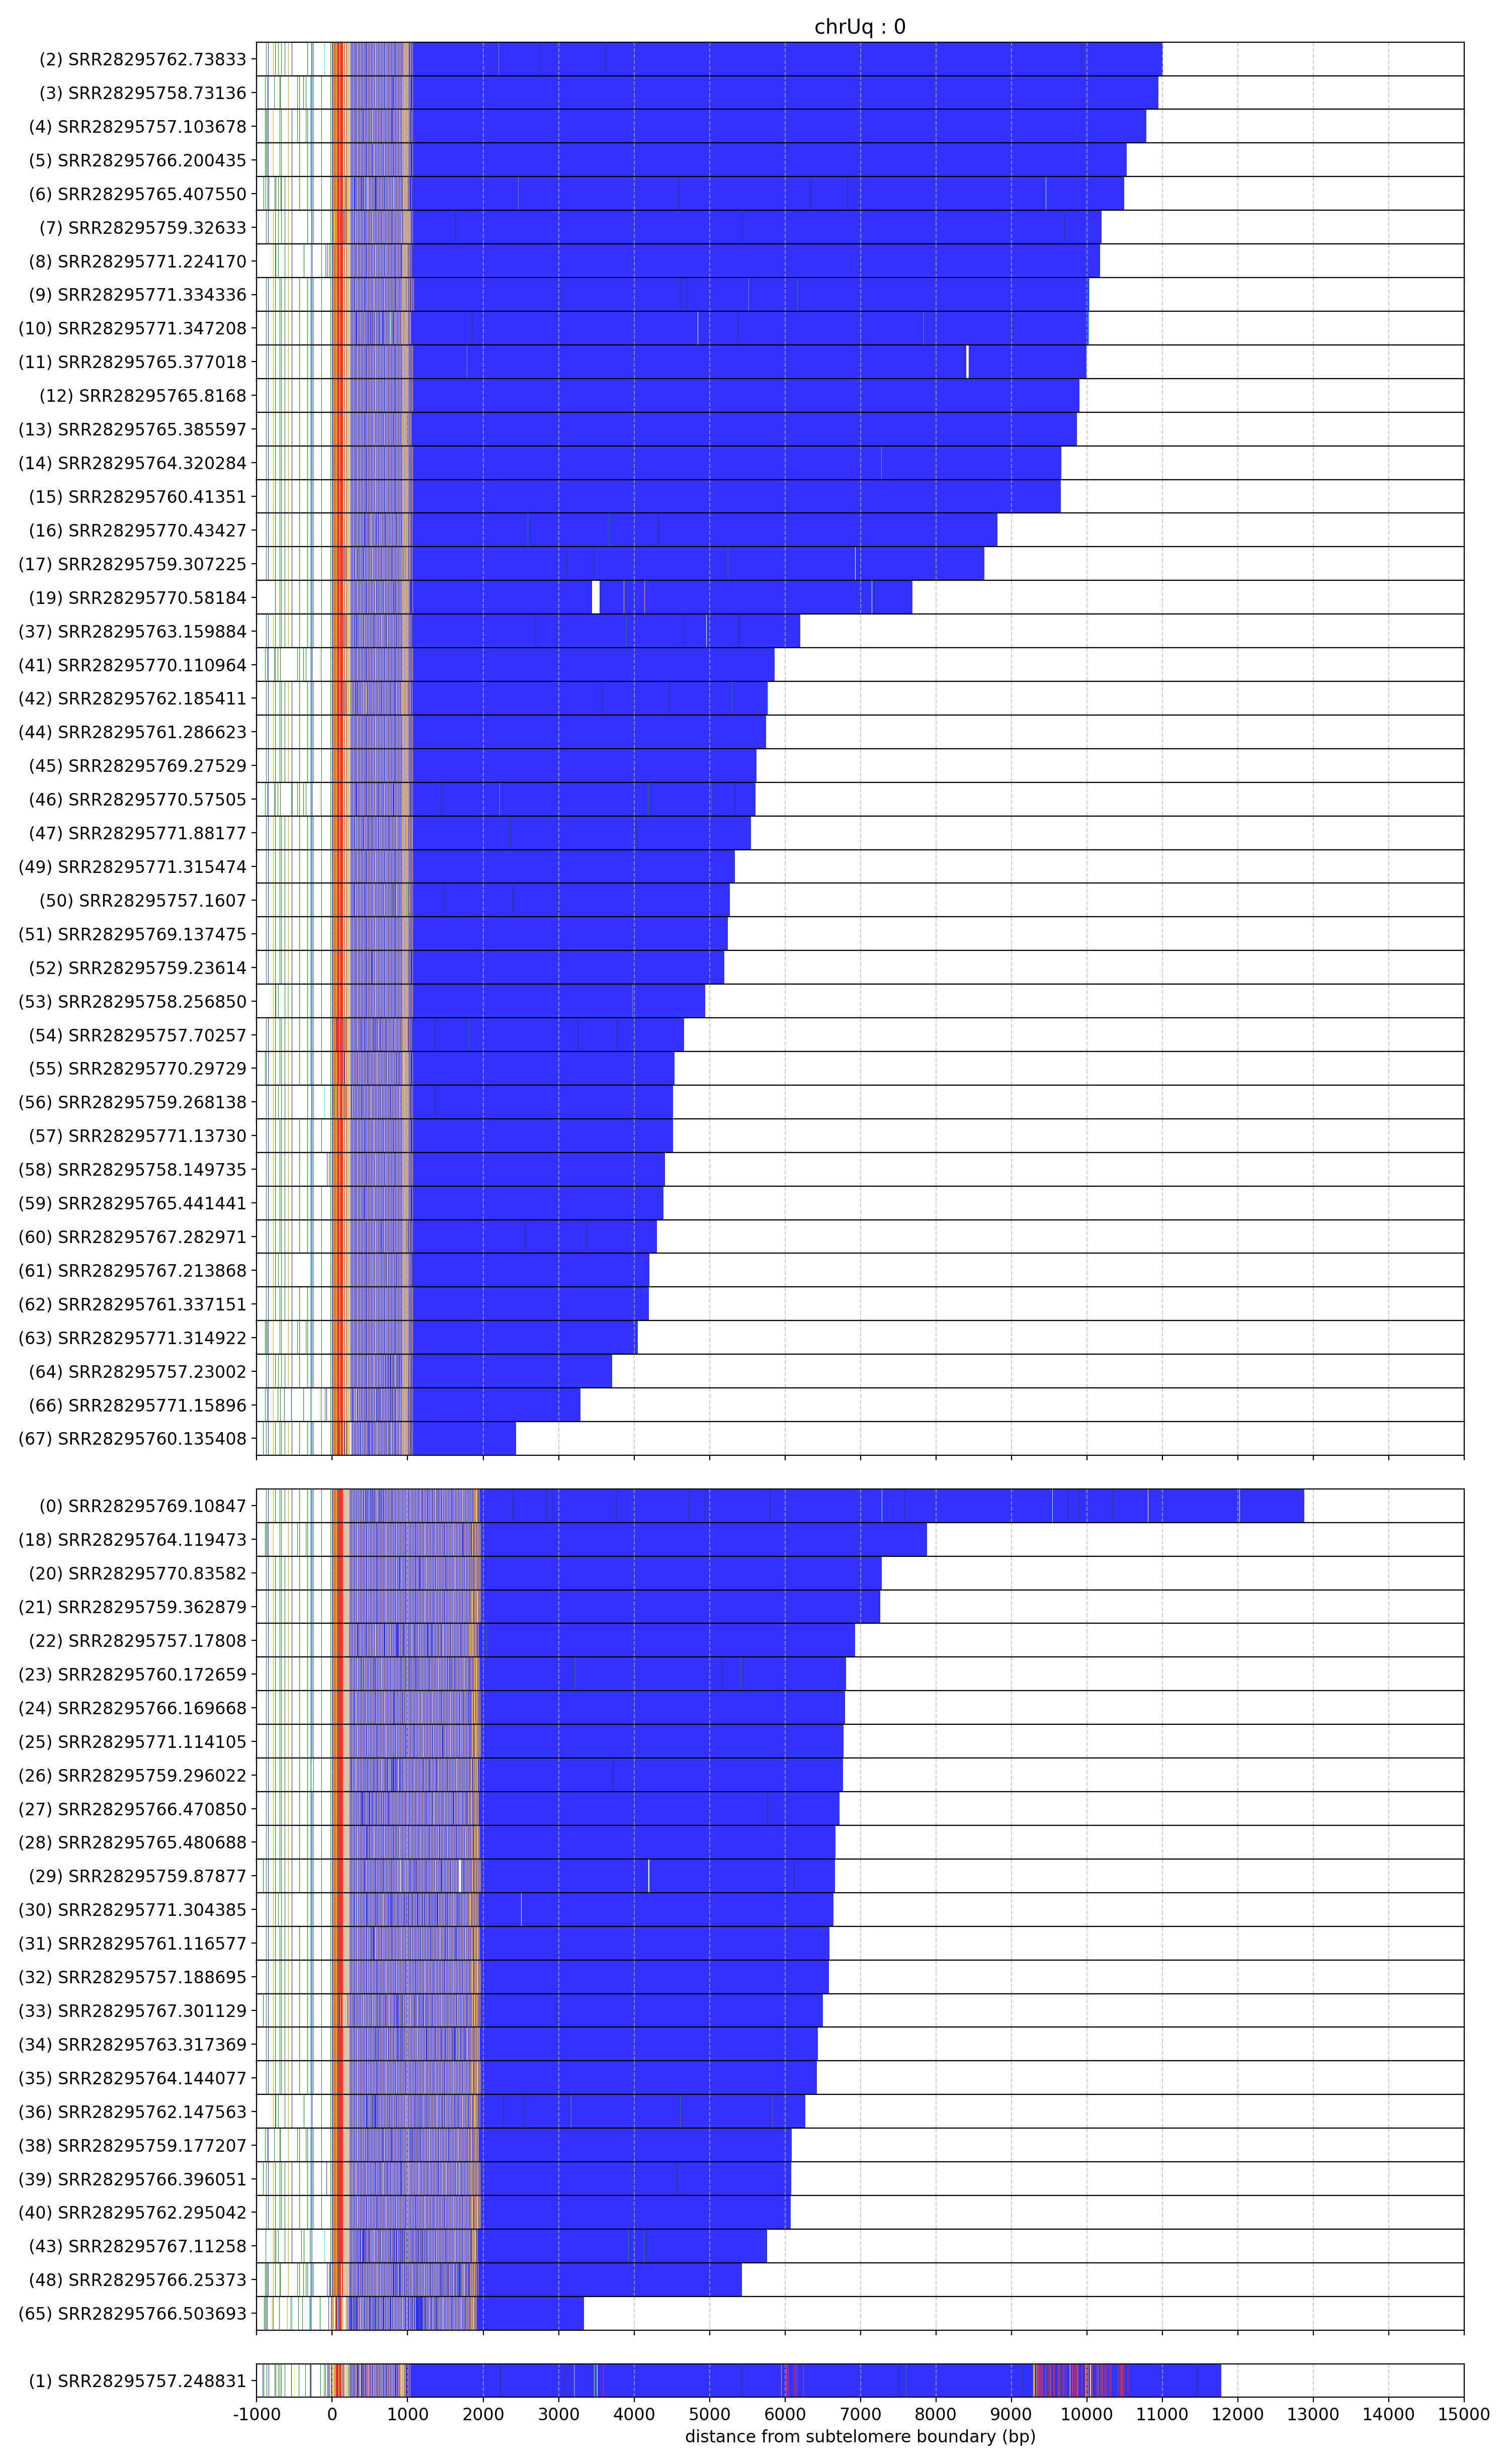 chrUq : 0
(2) SRR28295762.73833
(3) SRR28295758.73136
(4) SRR28295757.103678
(5) SRR28295766.200435
(6) SRR28295765.407550
(7) SRR28295759.32633
(8) SRR28295771.224170
(9) SRR28295771.334336
(10) SRR28295771.347208
(11) SRR28295765.377018
(12) SRR28295765.8168
(13) SRR28295765.385597
(14) SRR28295764.320284
(15) SRR28295760.41351
(16) SRR28295770.43427
(17) SRR28295759.307225
(19) SRR28295770.58184
(37) SRR28295763.159884
(41) SRR28295770.110964
(42) SRR28295762.185411
(44) SRR28295761.286623
(45) SRR28295769.27529
(46) SRR28295770.57505
(47) SRR28295771.88177
(49) SRR28295771.315474
(50) SRR28295757.1607
(51) SRR28295769.137475
(52) SRR28295759.23614
(53) SRR28295758.256850
(54) SRR28295757.70257
(55) SRR28295770.29729
(56) SRR28295759.268138
(57) SRR28295771.13730
(58) SRR28295758.149735
(59) SRR28295765.441441
(60) SRR28295767.282971
(61) SRR28295767.213868
(62) SRR28295761.337151
(63) SRR28295771.314922
(64) SRR28295757.23002
(66) SRR28295771.15896
(67) SRR28295760.135408
(0) SRR28295769.10847
(18) SRR28295764.119473
(20) SRR28295770.83582
(21) SRR28295759.362879
(22) SRR28295757.17808
(23) SRR28295760.172659
(24) SRR28295766.169668
(25) SRR28295771.114105
(26) SRR28295759.296022
(27) SRR28295766.470850
(28) SRR28295765.480688
(29) SRR28295759.87877
(30) SRR28295771.304385
(31) SRR28295761.116577
(32) SRR28295757.188695
(33) SRR28295767.301129
(34) SRR28295763.317369
(35) SRR28295764.144077
(36) SRR28295762.147563
(38) SRR28295759.177207
(39) SRR28295766.396051
(40) SRR28295762.295042
(43) SRR28295767.11258
(48) SRR28295766.25373
(65) SRR28295766.503693
(1) SRR28295757.248831
-1000 0 1000 2000 3000 4000 5000 6000 7000 8000 9000 10000 11000 12000 13000 14000 15000
distance from subtelomere boundary (bp)